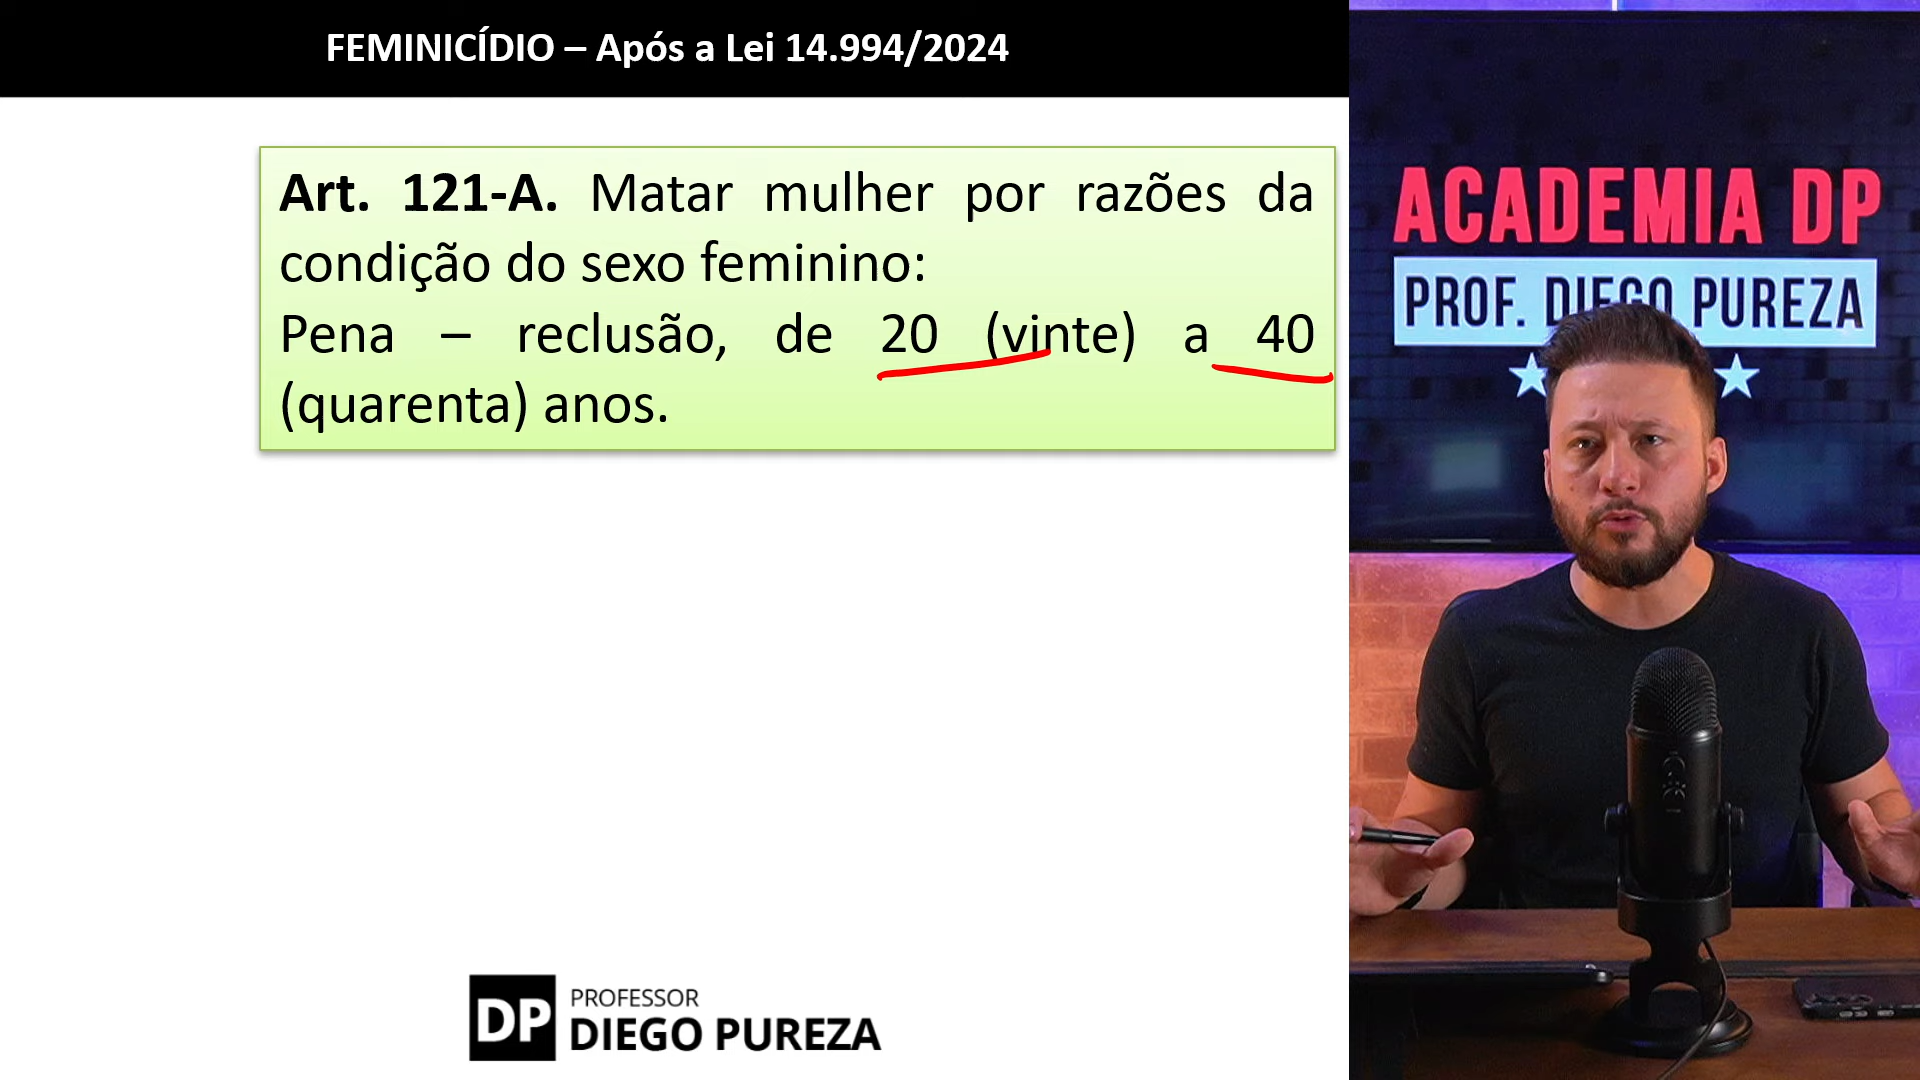 FEMINICÍDIO – Após a Lei 14.994/2024
Art. 121-A. Matar mulher por razões da
condição do sexo feminino:
Pena – reclusão, de 20 (vinte) a 40
(quarenta) anos.
DP
PROFESSOR
DIEGO PUREZA
ACADEMIA DP
PROF. DIEGO PUREZA